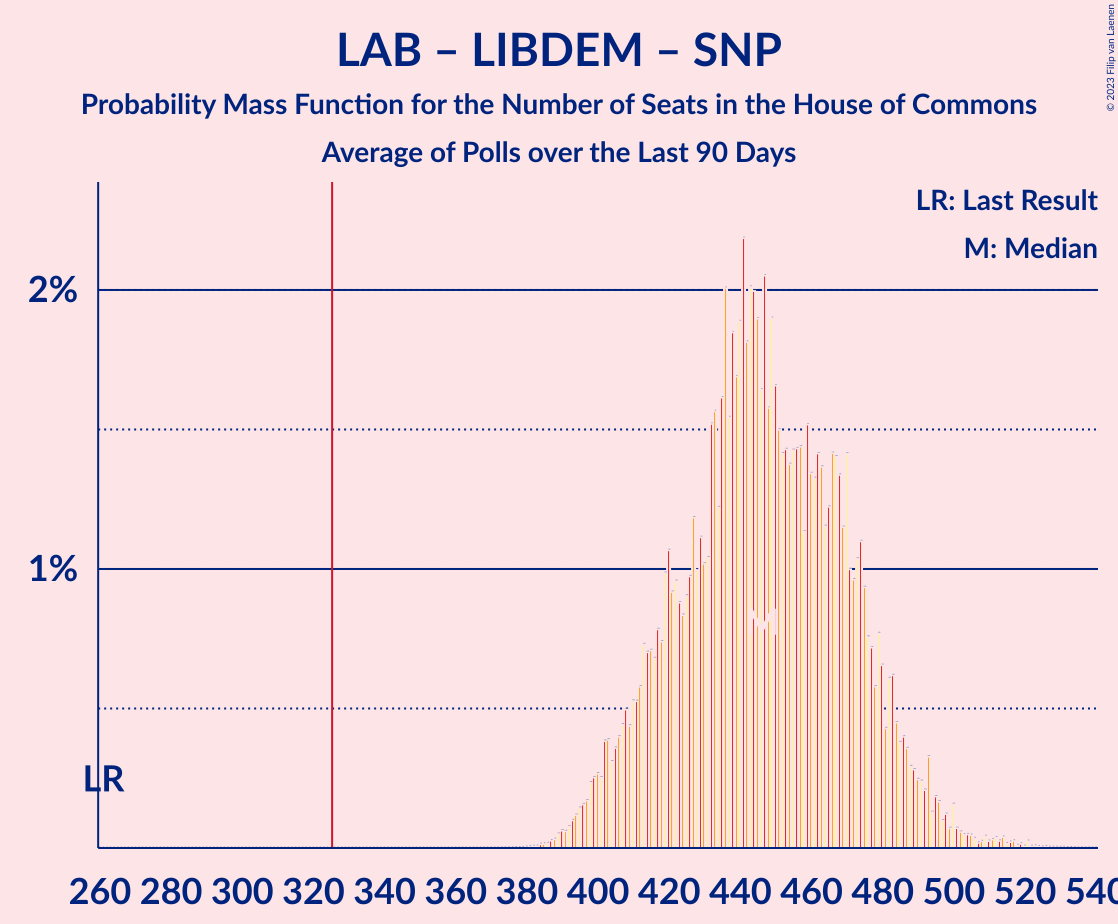 LAB – LIBDEM – SNP
Probability Mass Function for the Number of Seats in the House of Commons
Average of Polls over the Last 90 Days
© 2023 Filip van Laenen
LR: Last Result
M: Median
2%
1%
M
LR
260 280 300 320 340 360 380 400 420 440 460 480 500 520 540